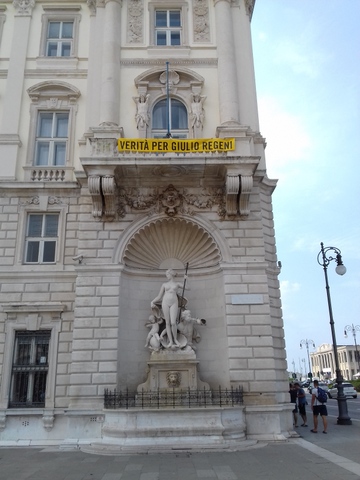 VERITÀ PER GIULIO REGENI